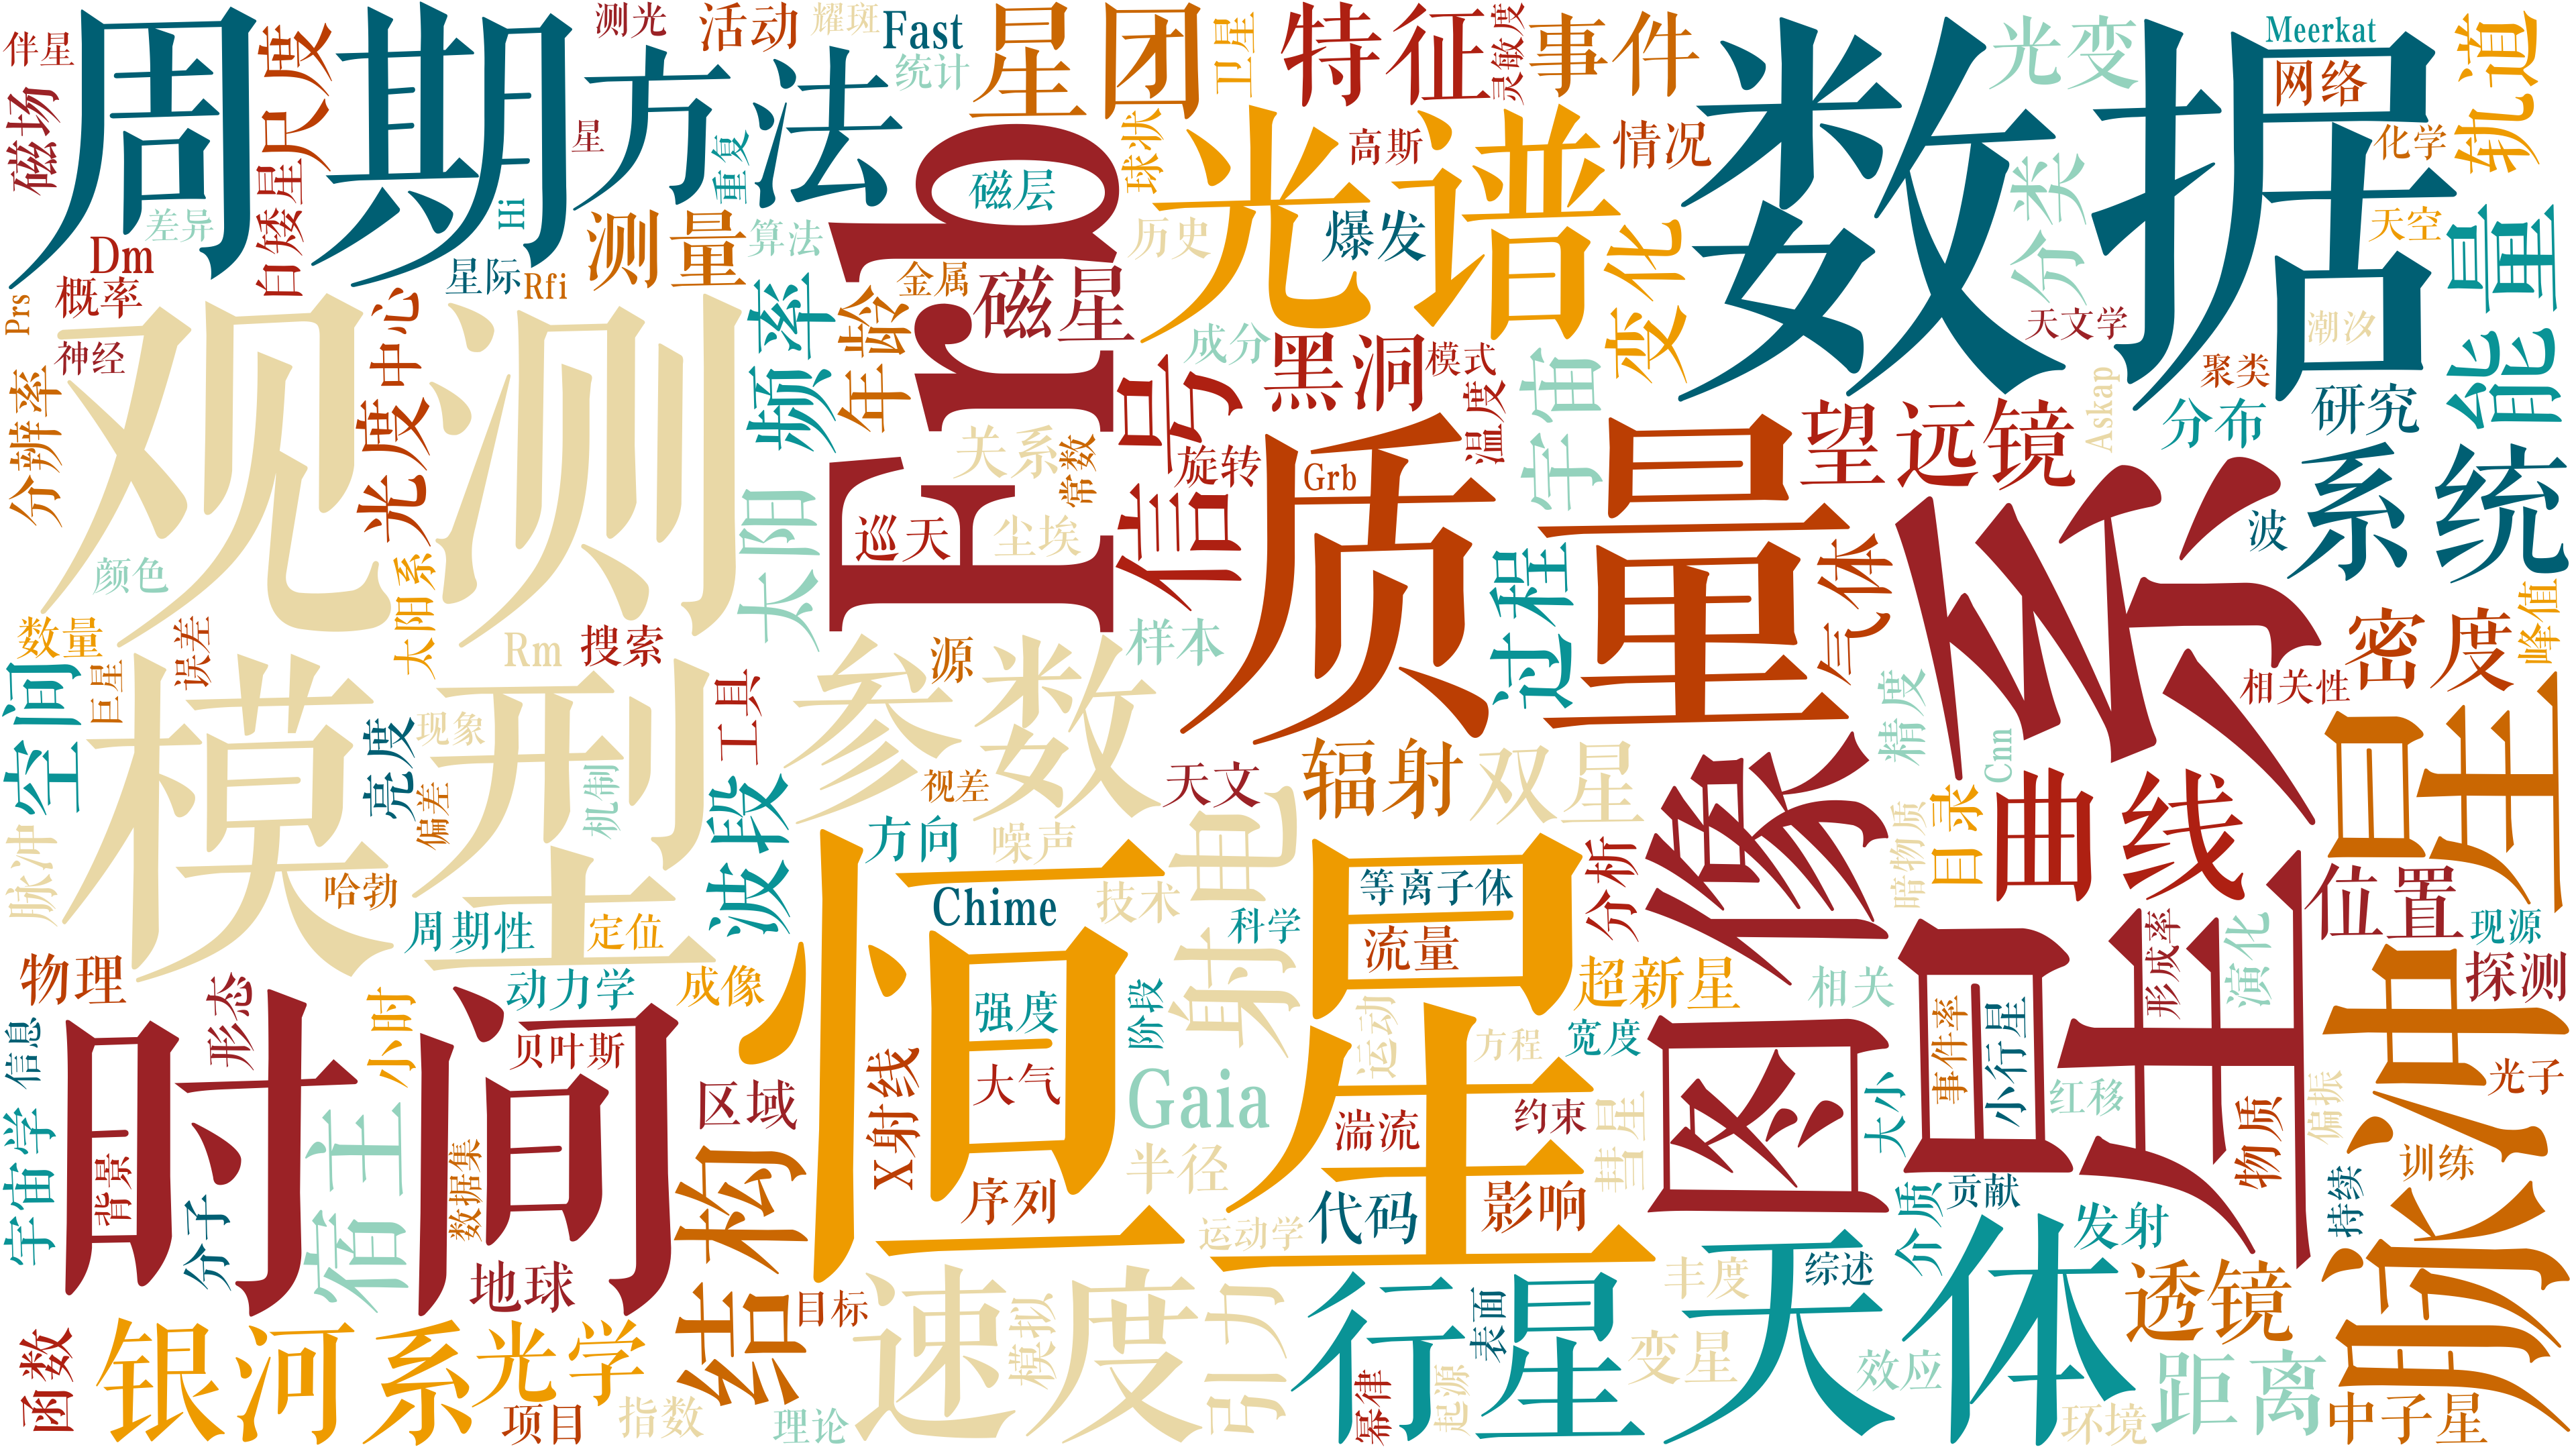 伴星
周期
尺度
测光
活动
耀斑
Fast
统计
星团
卫星
特征
灵敏度
事件
数据
光变
Meerkat
网络
轨道
磁场
方法
星
重复
磁层
球状
光谱
高斯
情况
化学
白矮星
差异
Hi
Dm
概率
星际
Rfi
测量
算法
金属
Frb
磁星
历史
爆发
变化
分类
天空
能量
Prs
神经
观测
中心
光度
频率
年龄
成分
黑洞
模式
天文学
潮汐
聚类
分辨率
关系
常数
信号
旋转
Grb
温度
宇宙
望远镜
Askap
分布
研究
颜色
太阳系
太阳
巡天
尘埃
质量
过程
气体
星系
波
系统
数量
巨星
误差
Rm
搜索
源
样本
参数
精度
相关性
密度
峰值
空间
模型
亮度
现象
工具
视差
天文
辐射
双星
图像
Cnn
曲线
恒星
脉冲
偏差
机制
波段
方向
噪声
射电
分析
暗物质
目录
量
主
位置
哈勃
周期性
定位
Chime
技术
科学
等离子体
流量
现源
物理
形态
小时
动力学
成像
强度
阶段
运动
方程
超新星
宽度
相关
事件率
小行星
形成率
演化
探测
脉冲星
信息
时间
贝叶斯
区域
X射线
大气
Gaia
湍流
约束
大小
红移
物质
偏振
光子
宇宙学
背景
分子
宿主
数据集
结构
序列
半径
运动学
代码
影响
彗星
介质
贡献
发射
持续
训练
函数
银河系
地球
光学
项目
指数
目标
理论
速度
模拟
引力
行星
幂律
表面
起源
变星
丰度
天体
综述
效应
环境
透镜
距离
中子星